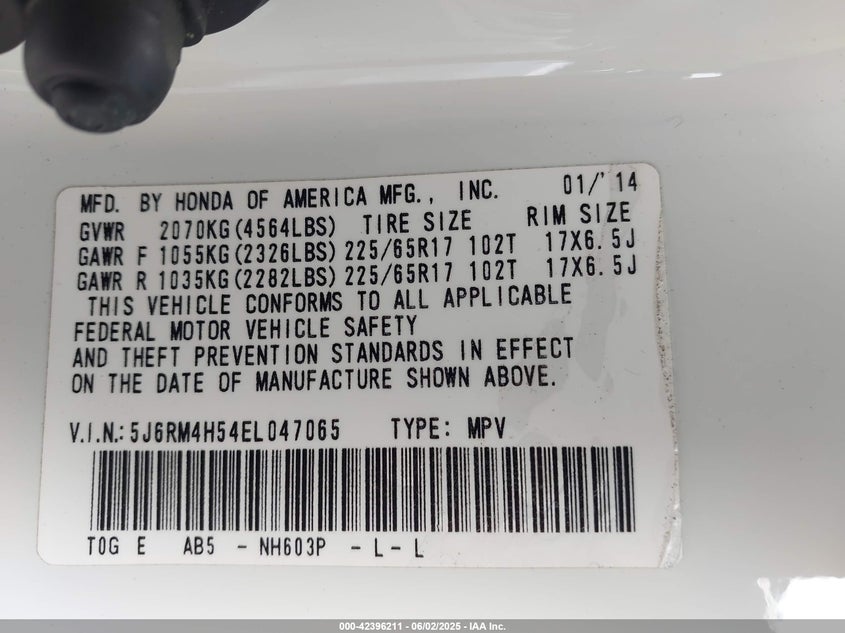 MFD. BY HONDA OF AMERICA MFG., INC. 01/'14
GVWR 2070KG(4564LBS) TIRE SIZE RIM SIZE
GAWR F 1055KG(2326LBS) 225/65R17 102T 17X6.5J
GAWR R 1035KG(2282LBS) 225/65R17 102T 17X6.5J
THIS VEHICLE CONFORMS TO ALL APPLICABLE
FEDERAL MOTOR VEHICLE SAFETY
AND THEFT PREVENTION STANDARDS IN EFFECT
ON THE DATE OF MANUFACTURE SHOWN ABOVE.
V.I.N.: 5J6RM4H54EL047065 TYPE: MPV
T0G E AB5 - NH603P - L - L
000-42396211 - 06/02/2025 - IAA Inc.